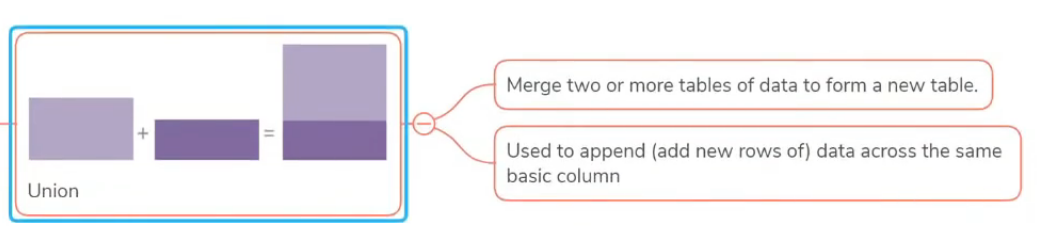 +
=
Union
Merge two or more tables of data to form a new table.
Used to append (add new rows of) data across the same
basic column